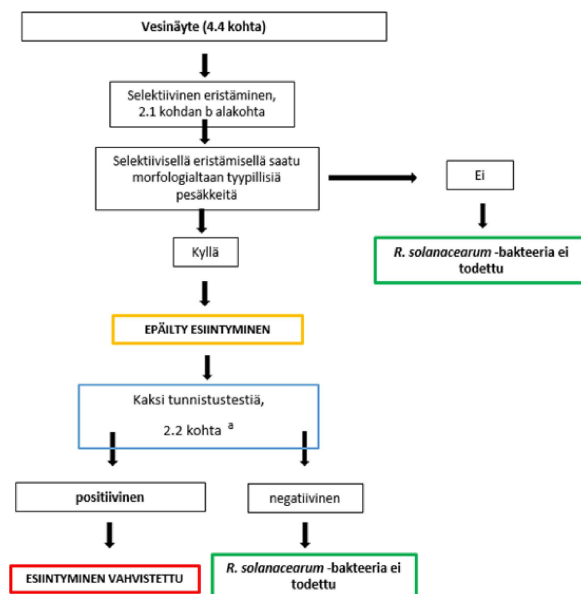 Vesinäyte (4.4 kohta)
Selektiivinen eristäminen,
2.1 kohdan b alakohta
Selektiivisellä eristämisellä saatu
morfologialtaan tyypillisiä
pesäkkeitä
Ei
Kyllä
R. solanacearum -bakteeria ei
todettu
EPÄILTY ESIINTYMINEN
Kaksi tunnistustestiä,
2.2 kohta a
positiivinen
negatiivinen
ESIINTYMINEN VAHVISTETTU
R. solanacearum -bakteeria ei
todettu